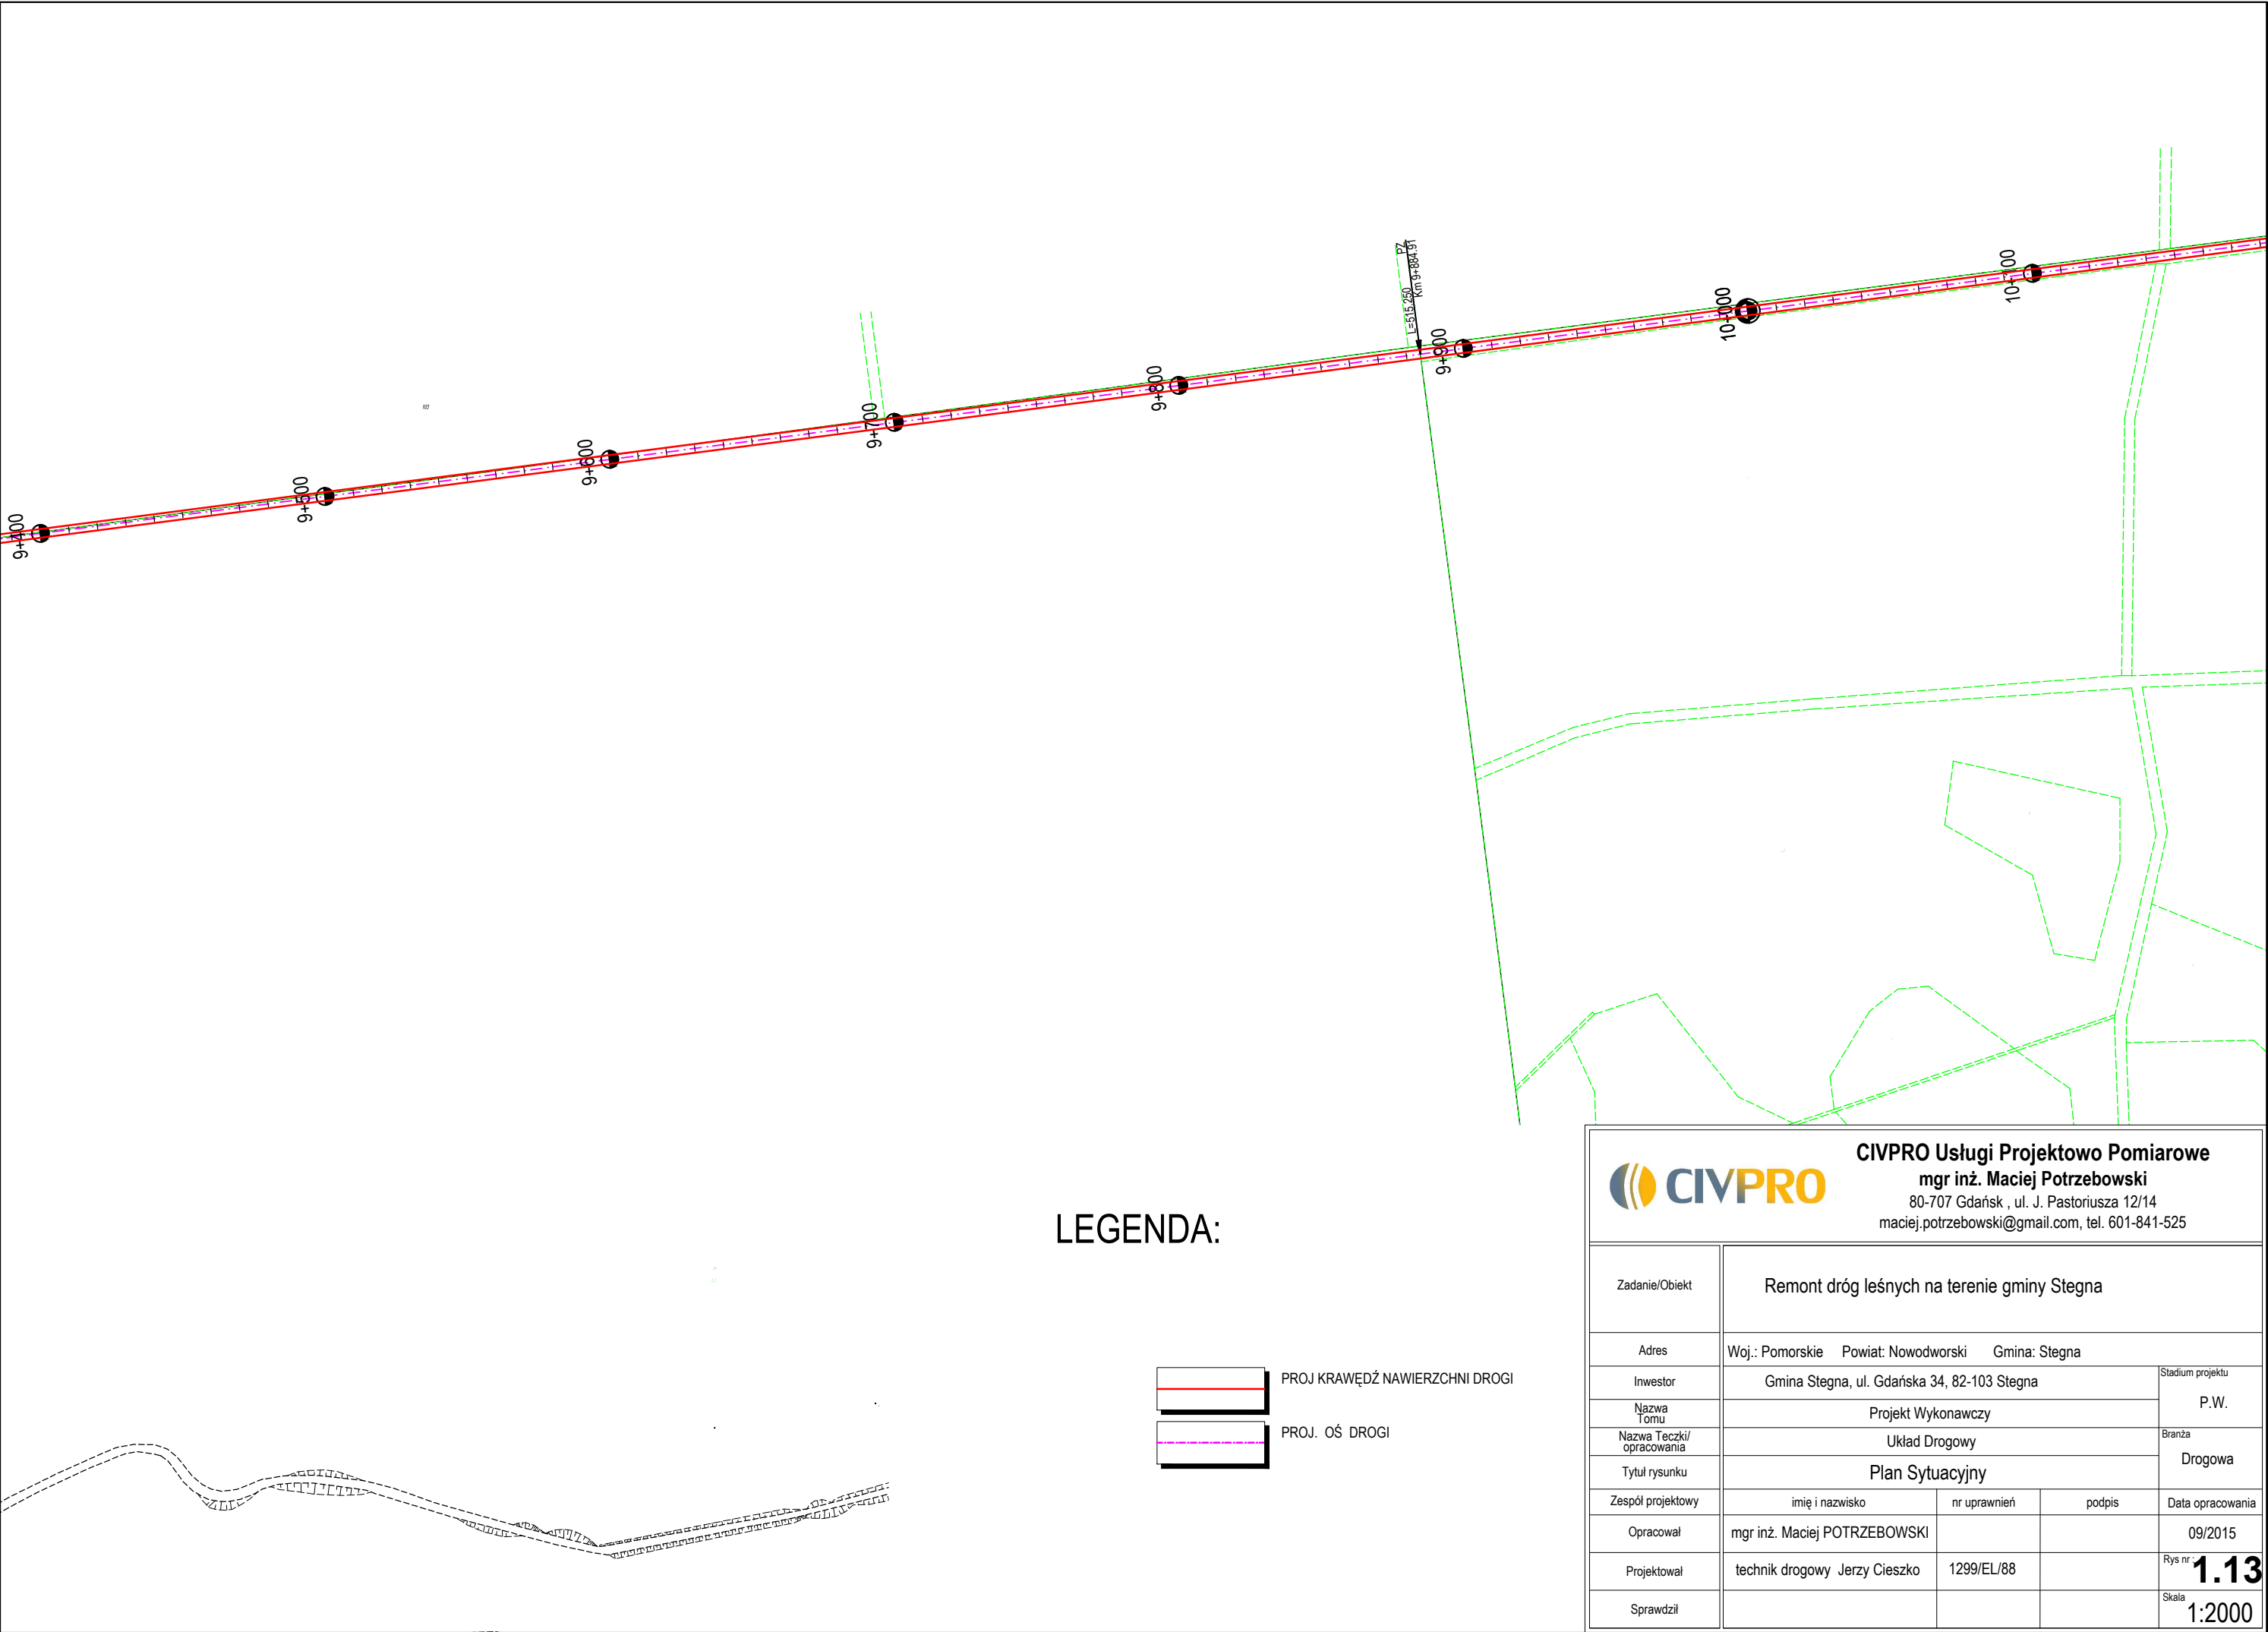 PZ
Km 9+884.91
L=515.250
10+100
10+000
9+900
9+800
9+700
9+600
9+500
9+400
LEGENDA:
PROJ KRAWĘDŹ NAWIERZCHNI DROGI
PROJ. OŚ DROGI
CIVPRO
CIVPRO Usługi Projektowo Pomiarowe
mgr inż. Maciej Potrzebowski
80-707 Gdańsk , ul. J. Pastoriusza 12/14
maciej.potrzebowski@gmail.com, tel. 601-841-525
Zadanie/Obiekt
Remont dróg leśnych na terenie gminy Stegna
Adres
Woj.: Pomorskie Powiat: Nowodworski Gmina: Stegna
Inwestor
Gmina Stegna, ul. Gdańska 34, 82-103 Stegna
Stadium projektu
P.W.
Nazwa
Tomu
Projekt Wykonawczy
Nazwa Teczki/
opracowania
Układ Drogowy
Branża
Drogowa
Tytuł rysunku
Plan Sytuacyjny
Zespół projektowy
imię i nazwisko
nr uprawnień
podpis
Data opracowania
Opracował
mgr inż. Maciej POTRZEBOWSKI
09/2015
Projektował
technik drogowy Jerzy Cieszko
1299/EL/88
Rys nr :
1.13
Sprawdził
Skala
1:2000